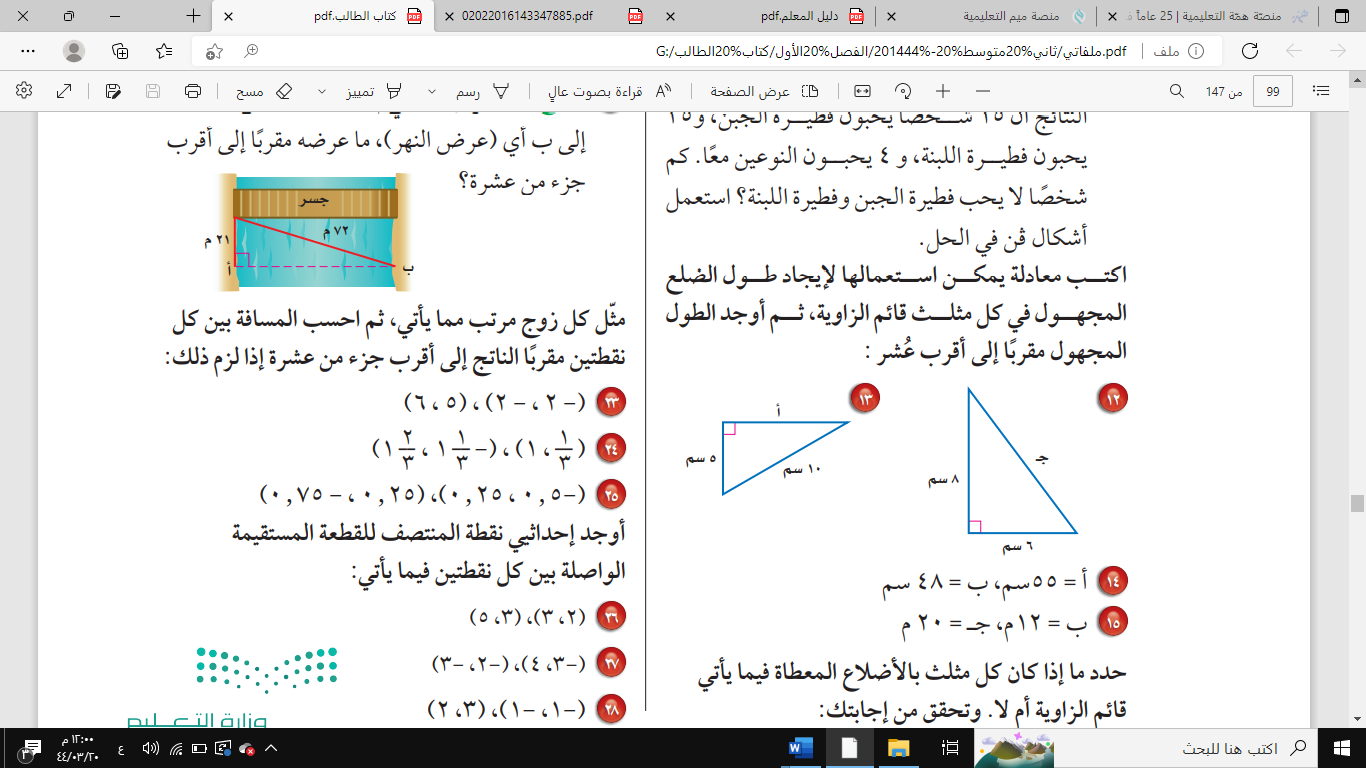 منصّة همّة التعليمية | 25 عاماً
منصة ميم التعليمية
دليل المعلم.pdf
02022016143347885.pdf
كتاب الطالب.pdf
ملف
G:/ملفاتي/ثاني%20متوسط%20-%201444/الفصل%20الأول/كتاب%20الطالب.pdf
99
من 147
عرض الصفحة
قراءة بصوت عالٍ
رسم
تمييز
مسح
النتائج أن ١٥ شخصًا يحبون فطيرة الجبن، و١٥
يحبون فطيرة اللبنة، و ٤ يحبون النوعين معًا. كم
شخصًا لا يحب فطيرة الجبن وفطيرة اللبنة؟ استعمل
أشكال ڤن في الحل.
اكتب معادلة يمكن استعمالها لإيجاد طول الضلع
المجهول في كل مثلث قائم الزاوية، ثم أوجد الطول
المجهول مقربًا إلى أقرب عُشر :
١٢
جـ
٨ سم
٦ سم
١٣
أ
٥ سم
١٠ سم
١٤ أ = ٥٥سم، ب = ٤٨ سم
١٥ ب = ١٢م، جـ = ٢٠ م
حدد ما إذا كان كل مثلث بالأضلاع المعطاة فيما يأتي
قائم الزاوية أم لا. وتحقق من إجابتك:
إلى ب أي (عرض النهر)، ما عرضه مقربًا إلى أقرب
جزء من عشرة؟
جسر
٧٢ م
٢١ م
أ
ب
مثّل كل زوج مرتب مما يأتي، ثم احسب المسافة بين كل
نقطتين مقربًا الناتج إلى أقرب جزء من عشرة إذا لزم ذلك:
٢٣ (-٢ ، -٢) ، (٥ ، ٦)
٢٤ (١/٣ ، ١) ، (-١ ١/٣ ، ١ ٢/٣)
٢٥ (-٠,٥ ، ٠,٢٥)، (٠,٢٥ ، -٠,٧٥)
أوجد إحداثيي نقطة المنتصف للقطعة المستقيمة
الواصلة بين كل نقطتين فيما يأتي:
٢٦ (٢، ٣)، (٣، ٥)
٢٧ (-٣، ٤)، (-٢، -٣)
٢٨ (-١، -١)، (٣، ٢)
وزارة التعليم
اكتب هنا للبحث
ع
١٢:٠٠ م
٤٤/٠٣/٢٠
٣